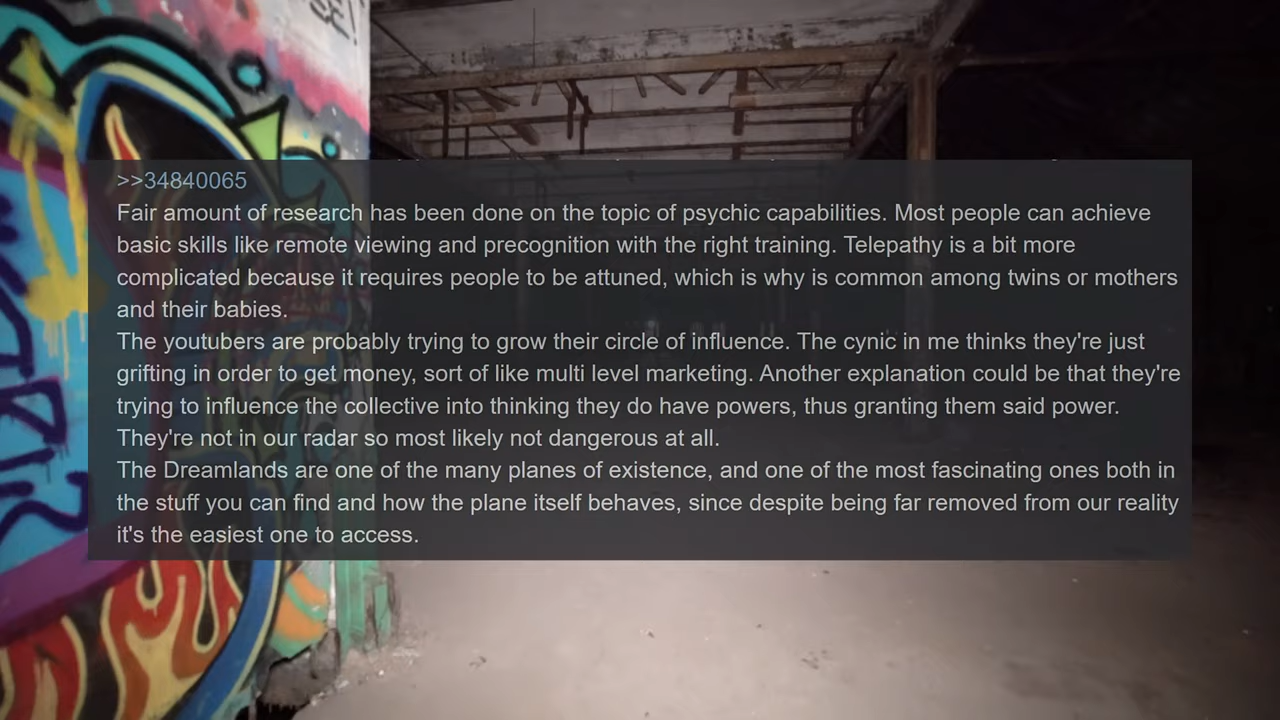 >>34840065
Fair amount of research has been done on the topic of psychic capabilities. Most people can achieve
basic skills like remote viewing and precognition with the right training. Telepathy is a bit more
complicated because it requires people to be attuned, which is why is common among twins or mothers
and their babies.
The youtubers are probably trying to grow their circle of influence. The cynic in me thinks they're just
grifting in order to get money, sort of like multi level marketing. Another explanation could be that they're
trying to influence the collective into thinking they do have powers, thus granting them said power.
They're not in our radar so most likely not dangerous at all.
The Dreamlands are one of the many planes of existence, and one of the most fascinating ones both in
the stuff you can find and how the plane itself behaves, since despite being far removed from our reality
it's the easiest one to access.